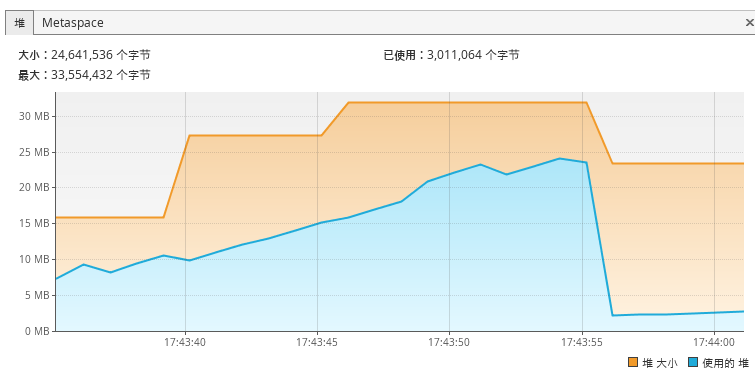 堆 Metaspace ×
大小：24,641,536 个字节 已使用：3,011,064 个字节
最大：33,554,432 个字节
30 MB
25 MB
20 MB
15 MB
10 MB
5 MB
0 MB
17:43:40 17:43:45 17:43:50 17:43:55 17:44:00
堆 大小 使用的 堆